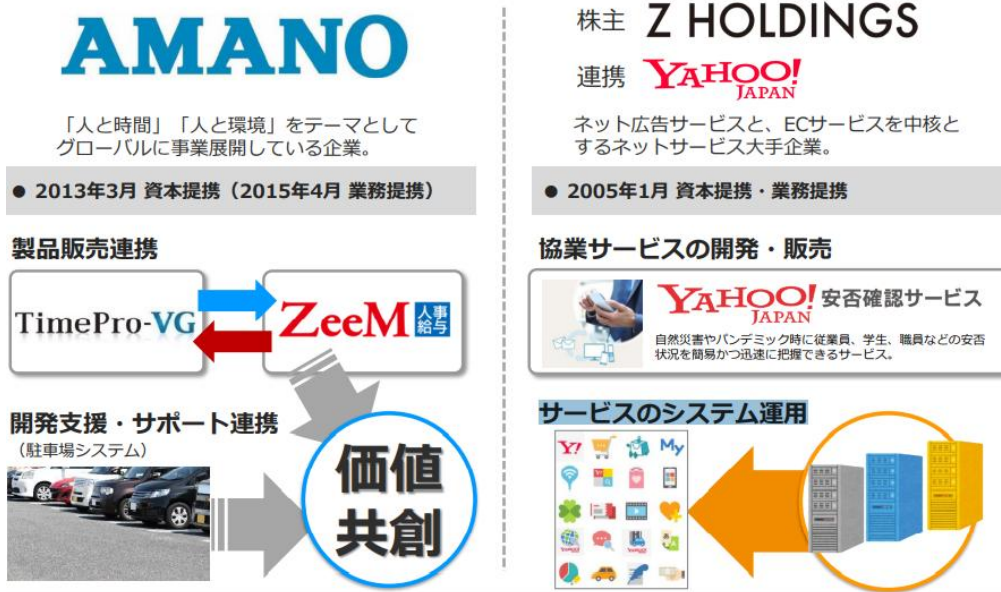 AMANO
「人と時間」「人と環境」をテーマとして
グローバルに事業展開している企業。
● 2013年3月 資本提携（2015年4月 業務提携）
製品販売連携
TimePro-VG
ZeeM 人事
給与
開発支援・サポート連携
（駐車場システム）
価値
共創
株主 Z HOLDINGS
連携 YAHOO!
JAPAN
ネット広告サービスと、ECサービスを中核と
するネットサービス大手企業。
● 2005年1月 資本提携・業務提携
協業サービスの開発・販売
YAHOO! 安否確認サービス
JAPAN
自然災害やパンデミック時に従業員、学生、職員などの安否
状況を簡易かつ迅速に把握できるサービス。
サービスのシステム運用
Y! My